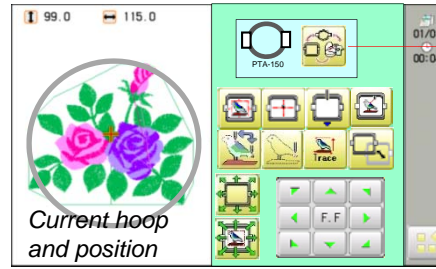 99.0 115.0
PTA-150
01/0
00:0
Trace
F.F
Current hoop
and position